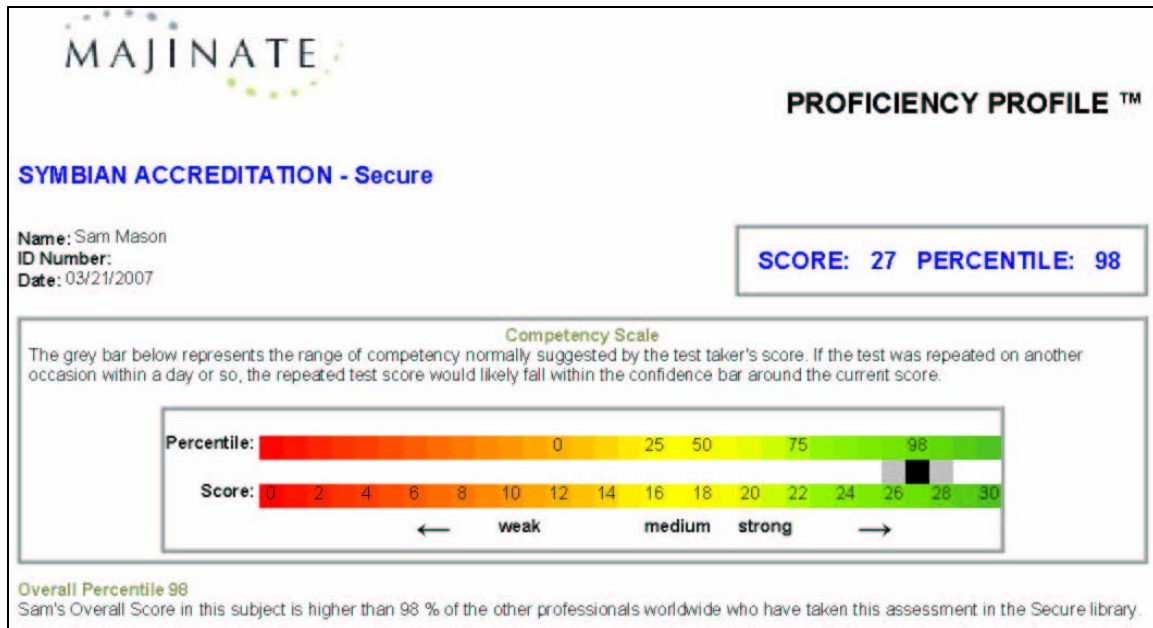 MAJINATE
PROFICIENCY PROFILE ™
SYMBIAN ACCREDITATION - Secure
Name: Sam Mason
ID Number:
Date: 03/21/2007
SCORE: 27 PERCENTILE: 98
Competency Scale
The grey bar below represents the range of competency normally suggested by the test taker's score. If the test was repeated on another
occasion within a day or so, the repeated test score would likely fall within the confidence bar around the current score.
Percentile: 0 25 50 75 98
Score: 0 2 4 6 8 10 12 14 16 18 20 22 24 26 28 30
← weak medium strong →
Overall Percentile 98
Sam's Overall Score in this subject is higher than 98 % of the other professionals worldwide who have taken this assessment in the Secure library.